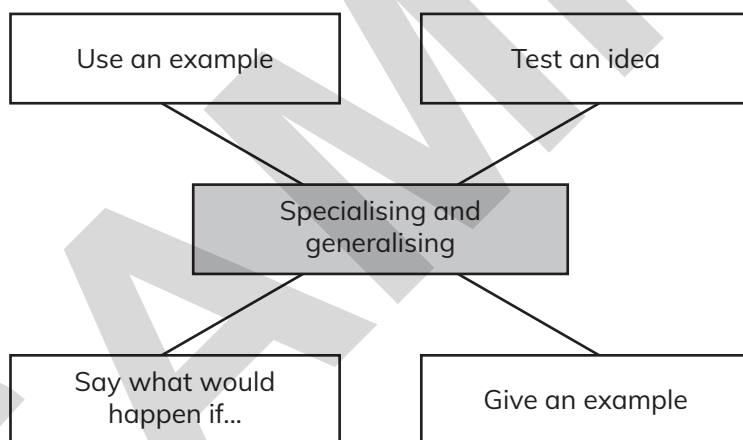 Use an example
Test an idea
Specialising and
generalising
Say what would
happen if...
Give an example